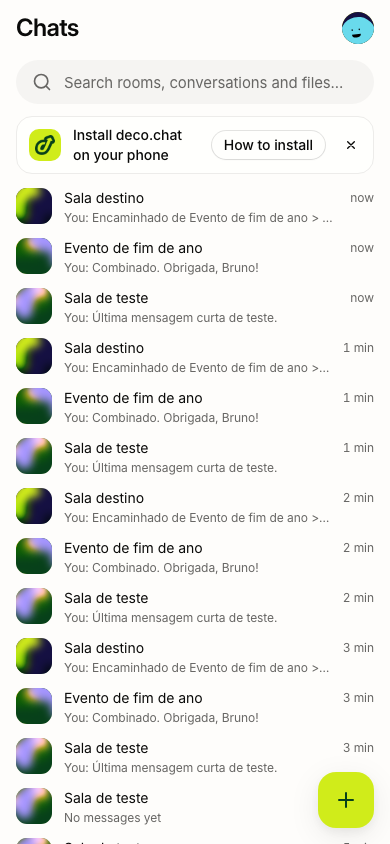 Chats
Search rooms, conversations and files...
Install deco.chat
on your phone
How to install
Sala destino
now
You: Encaminhado de Evento de fim de ano > ...
Evento de fim de ano
now
You: Combinado. Obrigada, Bruno!
Sala de teste
now
You: Última mensagem curta de teste.
Sala destino
1 min
You: Encaminhado de Evento de fim de ano >...
Evento de fim de ano
1 min
You: Combinado. Obrigada, Bruno!
Sala de teste
1 min
You: Última mensagem curta de teste.
Sala destino
2 min
You: Encaminhado de Evento de fim de ano >...
Evento de fim de ano
2 min
You: Combinado. Obrigada, Bruno!
Sala de teste
2 min
You: Última mensagem curta de teste.
Sala destino
3 min
You: Encaminhado de Evento de fim de ano >...
Evento de fim de ano
3 min
You: Combinado. Obrigada, Bruno!
Sala de teste
3 min
You: Última mensagem curta de teste.
Sala de teste
No messages yet